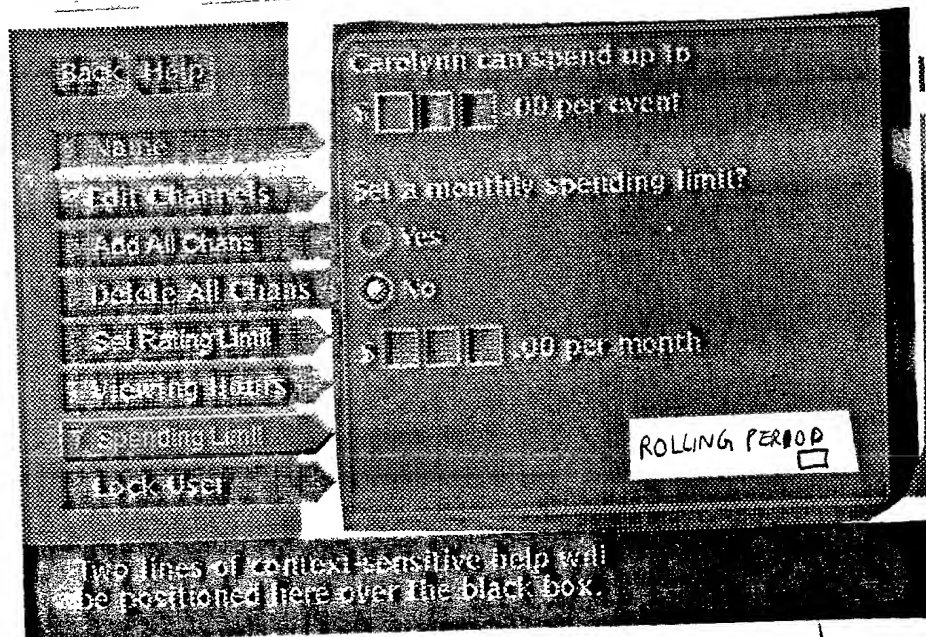 Back Help
Name
Edit Channels
Add All Chans
Delete All Chans
Set Rating Limit
Viewing Hours
7 Spending Limit
Lock User
Carolynn can spend up to
$ .00 per event
Set a monthly spending limit?
Yes
No
$ .00 per month
ROLLING PERIOD
Two lines of context-sensitive help will
be positioned here over the black box.